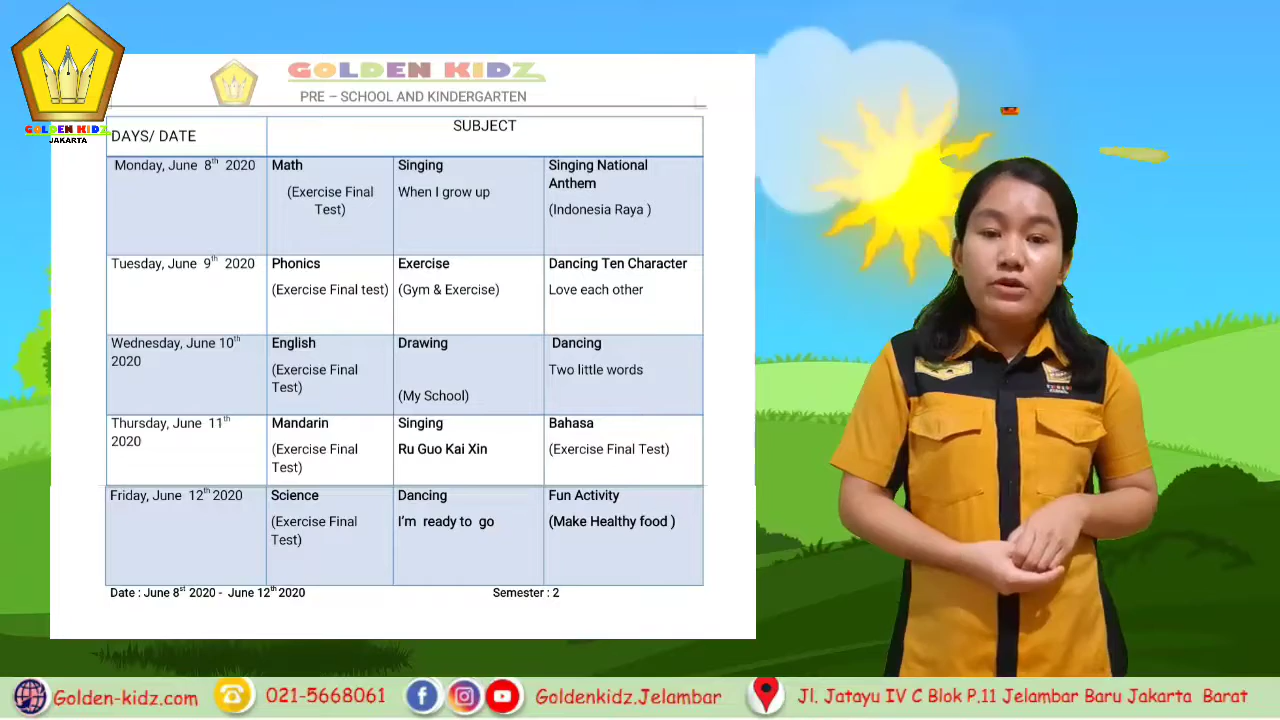 GOLDEN KIDZ
JAKARTA
GOLDEN KIDZ
PRE – SCHOOL AND KINDERGARTEN
DAYS/ DATE SUBJECT
Monday, June 8th 2020
Math
(Exercise Final
Test)
Singing
When I grow up
Singing National
Anthem
(Indonesia Raya )
Tuesday, June 9th 2020
Phonics
(Exercise Final test)
Exercise
(Gym & Exercise)
Dancing Ten Character
Love each other
Wednesday, June 10th
2020
English
(Exercise Final
Test)
Drawing
(My School)
Dancing
Two little words
Thursday, June 11th
2020
Mandarin
(Exercise Final
Test)
Singing
Ru Guo Kai Xin
Bahasa
(Exercise Final Test)
Friday, June 12th 2020
Science
(Exercise Final
Test)
Dancing
I'm ready to go
Fun Activity
(Make Healthy food )
Date : June 8st 2020 - June 12th 2020 Semester : 2
Golden-kidz.com 021-5668061 Goldenkidz.Jelambar Jl. Jatayu IV C Blok P.11 Jelambar Baru Jakarta Barat